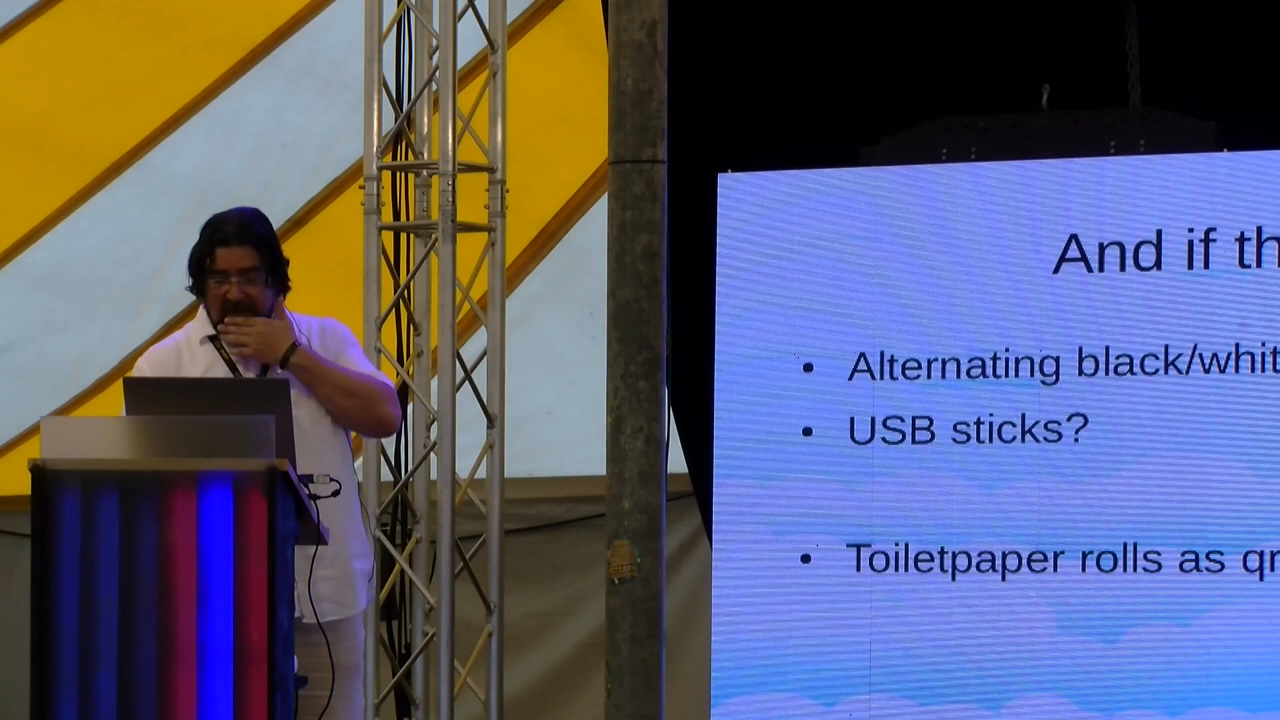 And if th
Alternating black/whit
USB sticks?
Toiletpaper rolls as qr